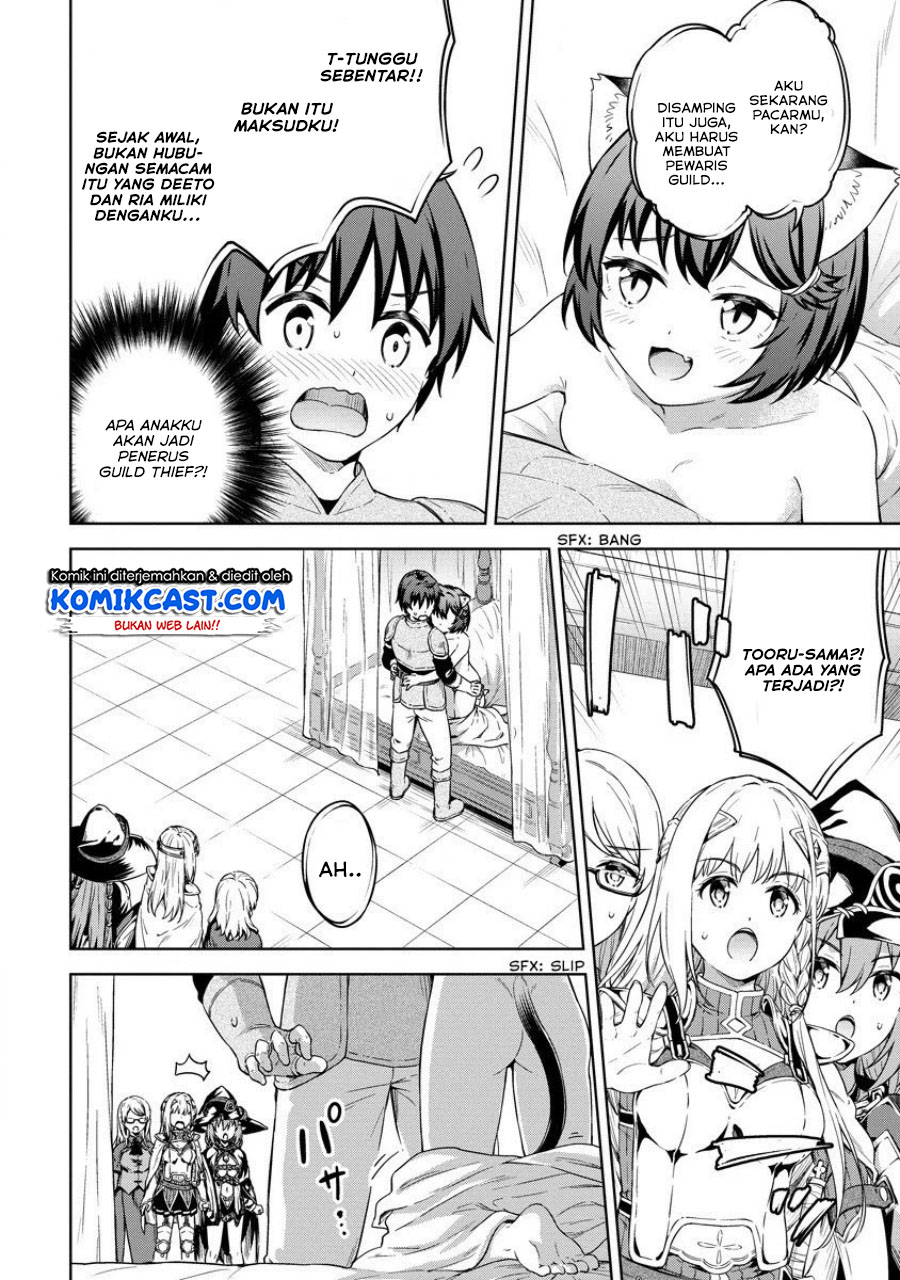 AKU
SEKARANG
PACARMU,
KAN?
DISAMPING
ITU JUGA,
AKU HARUS
MEMBUAT
PEWARIS
GUILD...
T-TUNGGU
SEBENTAR!!
BUKAN ITU
MAKSUDKU!
SEJAK AWAL,
BUKAN HUBU-
NGAN SEMACAM
ITU YANG DEETO
DAN RIA MILIKI
DENGANKU...
APA ANAKKU
AKAN JADI
PENERUS
GUILD THIEF?!
SFX: BANG
TOORU-SAMA?!
APA ADA YANG
TERJADI?!
Komik ini diterjemahkan & diedit oleh
KOMIKCAST.COM
BUKAN WEB LAIN!!
AH..
SFX: SLIP
パサ...